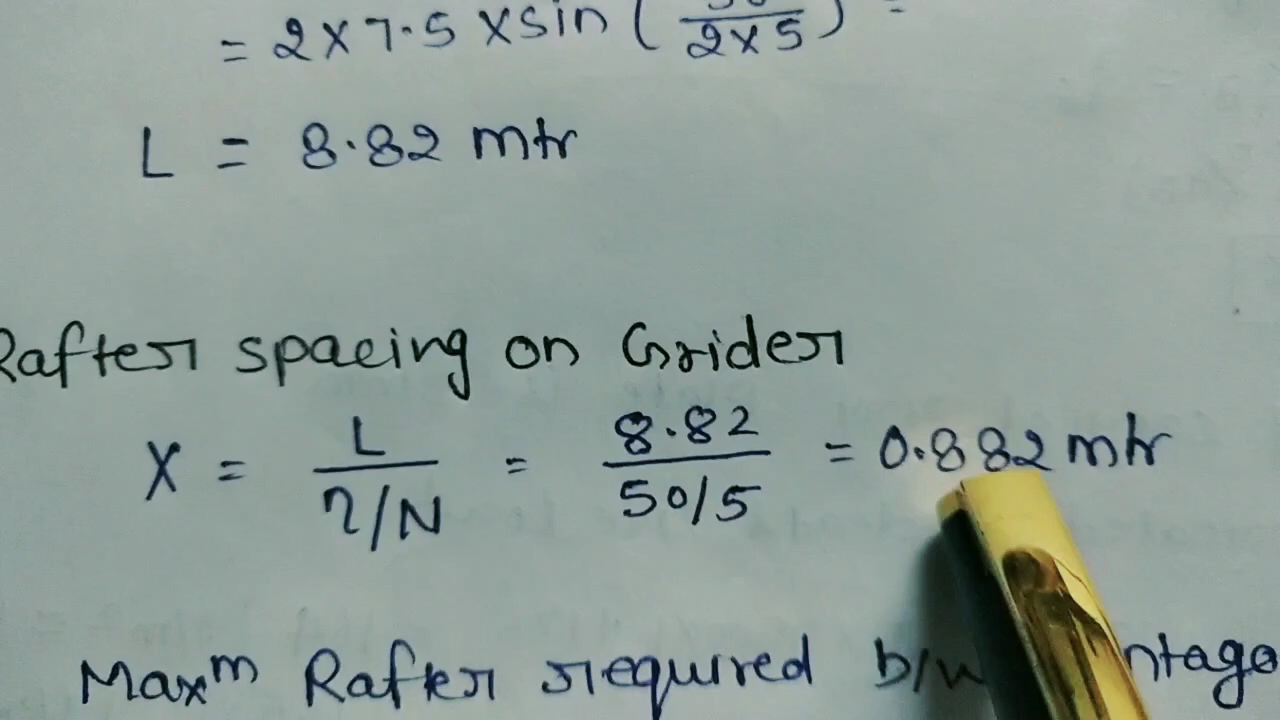 = 2 x 7.5 x sin ( /2x5 ) =
L = 8.82 mtr
Rafter spacing on Grider
X = L/η/N = 8.82/50/5 = 0.882 mtr
Maxᵐ Rafter required b/w